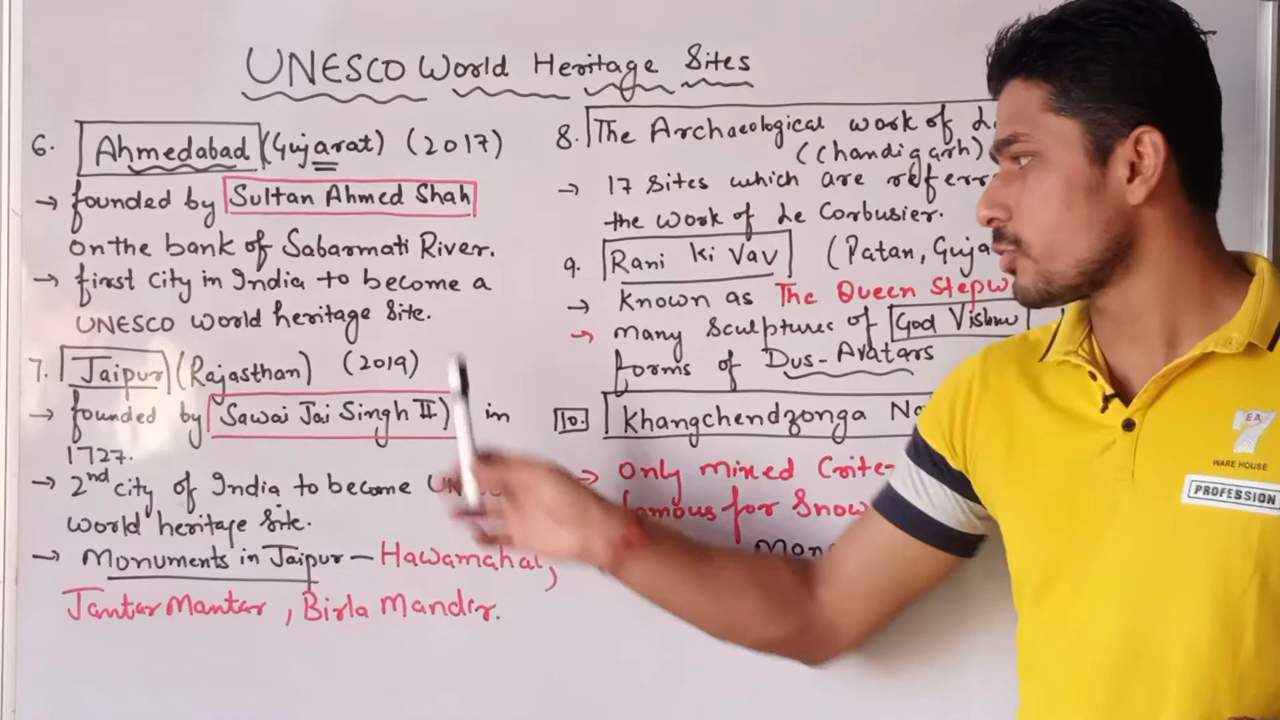 UNESCO World Heritage Sites
6. Ahmedabad (Gujarat) (2017)
→ founded by Sultan Ahmed Shah
on the bank of Sabarmati River.
→ first city in India to become a
UNESCO world heritage site.
7. Jaipur (Rajasthan) (2019)
→ founded by Sawai Jai Singh II) in
1727.
→ 2nd city of India to become
world heritage site.
→ Monuments in Jaipur – Hawamahal,
Jantar Mantar, Birla Mandir.
8. The Archaeological work of
(Chandigarh)
→ 17 sites which are
the work of Le Corbusier.
9. Rani ki Vav (Patan,
→ Known as The Queen
→ many Sculptures of God Vishnu
forms of Dus-Avatars
10. Khangchendzonga
→ Only mixed
famous for Snow
EA
7
WARE HOUSE
PROFESSION